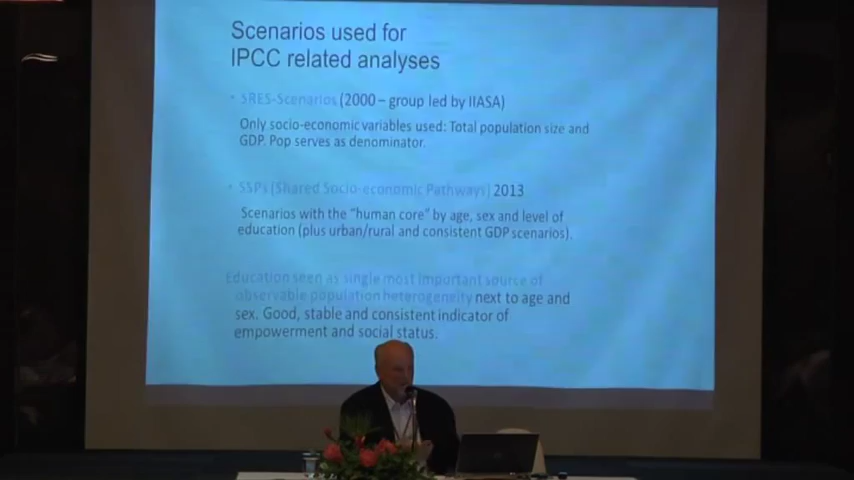 Scenarios used for
IPCC related analyses
• SRES-Scenarios (2000 – group led by IIASA)
Only socio-economic variables used: Total population size and
GDP. Pop serves as denominator.
• SSPs (Shared Socio-economic Pathways) 2013
Scenarios with the "human core" by age, sex and level of
education (plus urban/rural and consistent GDP scenarios).
Education seen as single most important source of
observable population heterogeneity next to age and
sex. Good, stable and consistent indicator of
empowerment and social status.